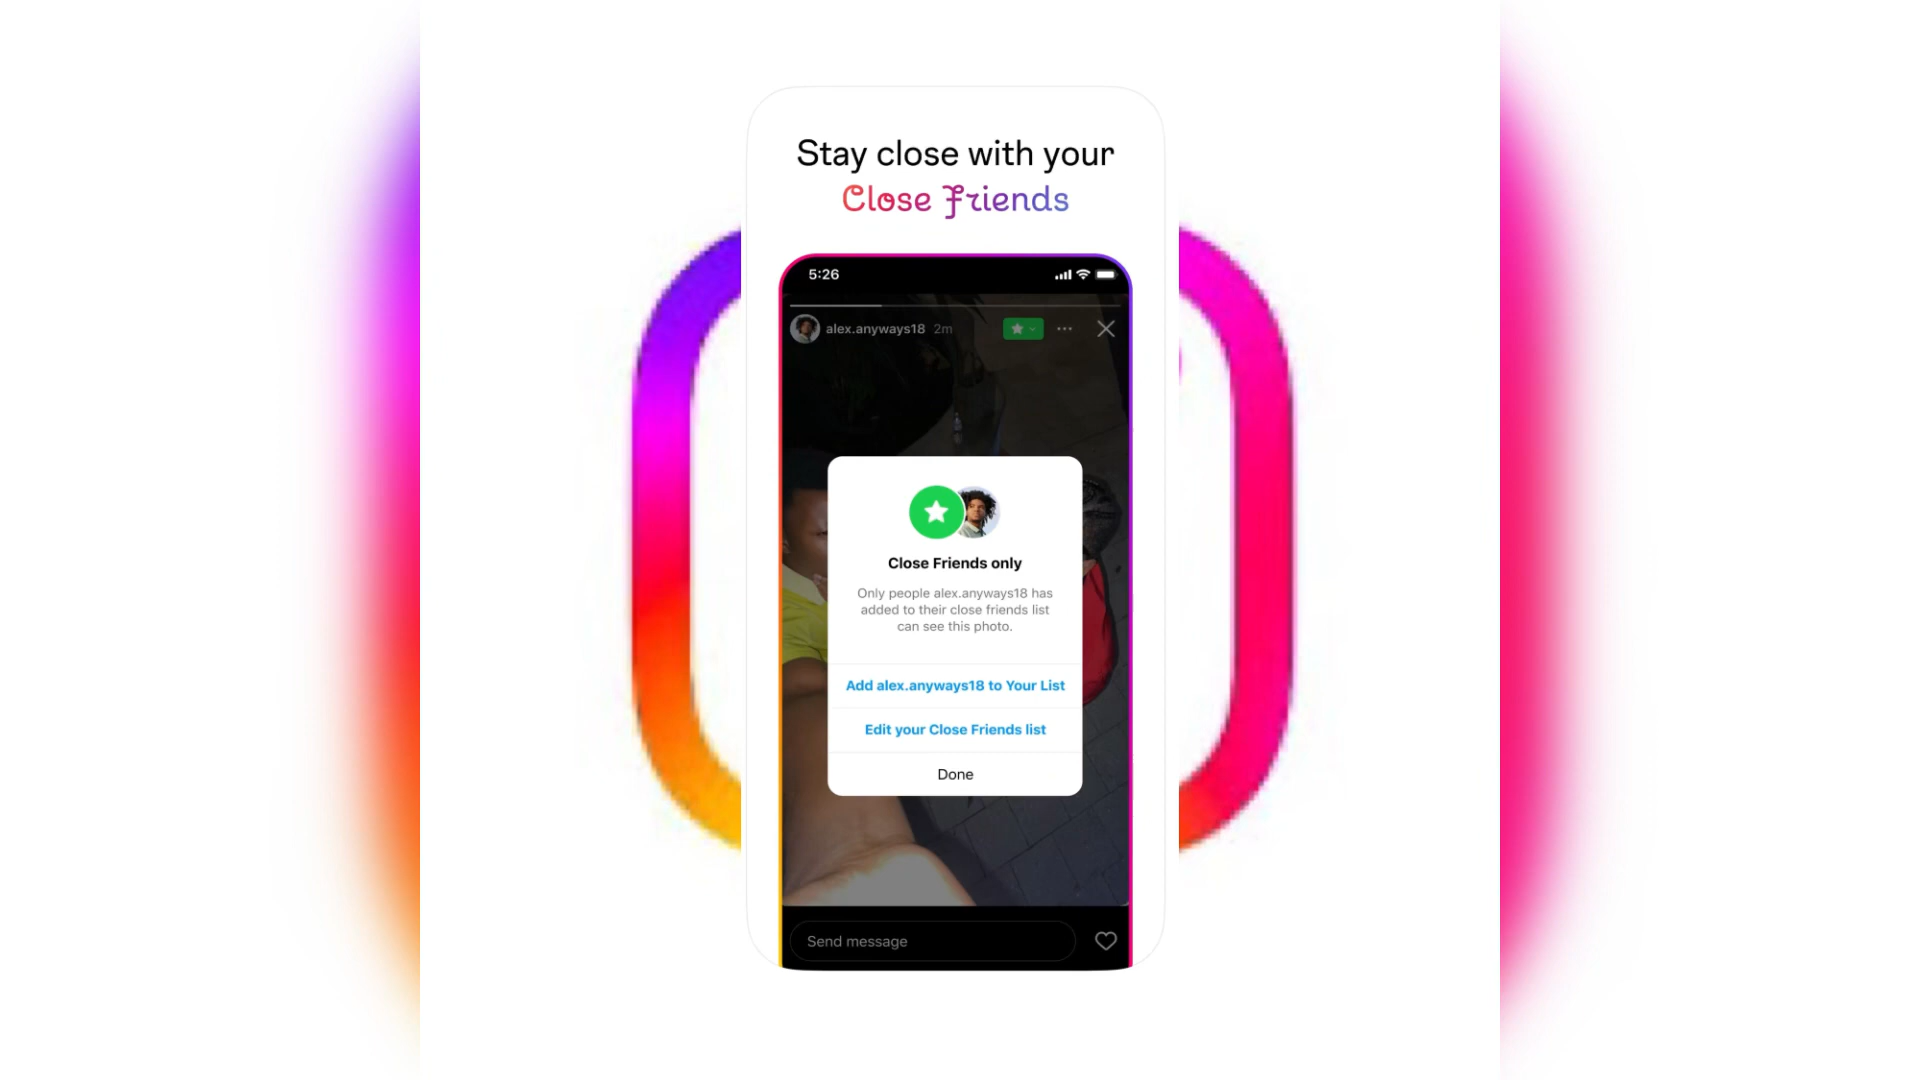 Stay close with your
Close Friends
5:26
alex.anyways18 2m
Close Friends only
Only people alex.anyways18 has
added to their close friends list
can see this photo.
Add alex.anyways18 to Your List
Edit your Close Friends list
Done
Send message